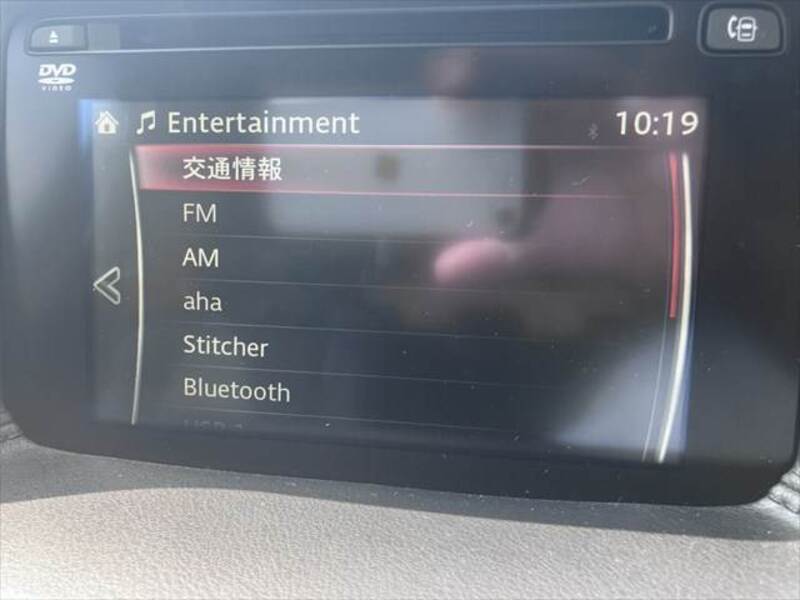 DVD
VIDEO
Entertainment
10:19
交通情報
FM
AM
aha
Stitcher
Bluetooth